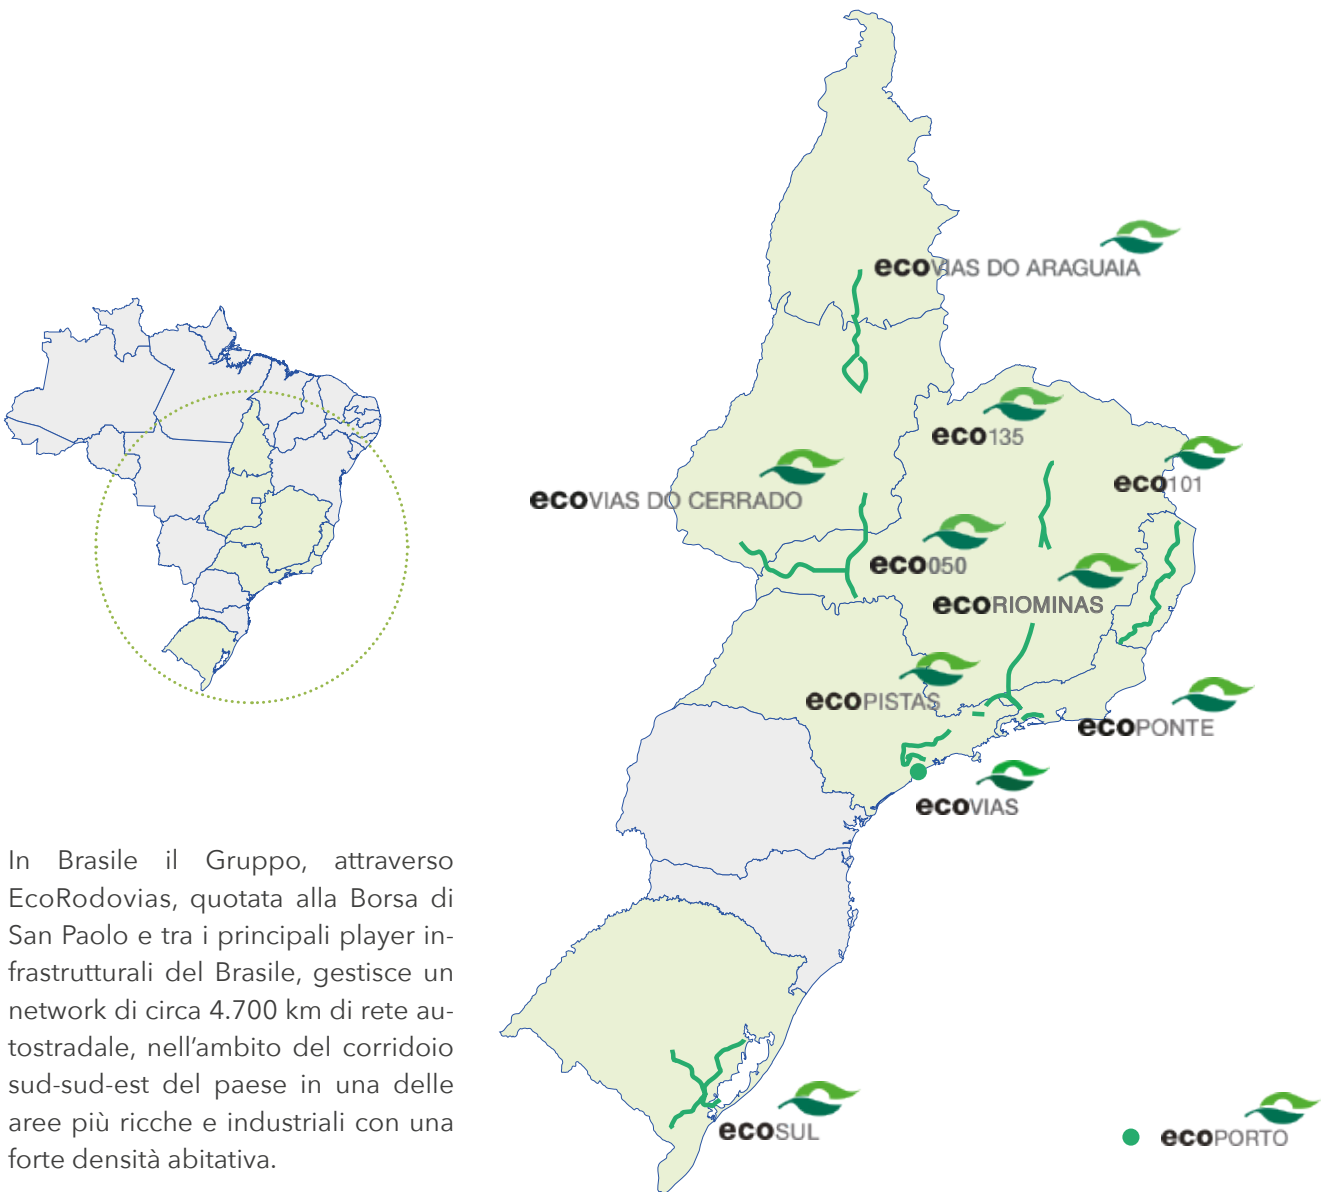 ecoVIAS DO ARAGUAIA
eco135
eco101
ecoVIAS DO CERRADO
eco050
ecoRIOMINAS
ecoPISTAS
ecoPONTE
ecoVIAS
In Brasile il Gruppo, attraverso
EcoRodovias, quotata alla Borsa di
San Paolo e tra i principali player in-
frastrutturali del Brasile, gestisce un
network di circa 4.700 km di rete au-
tostradale, nell’ambito del corridoio
sud-sud-est del paese in una delle
aree più ricche e industriali con una
forte densità abitativa.
ecoSUL
ecoPORTO